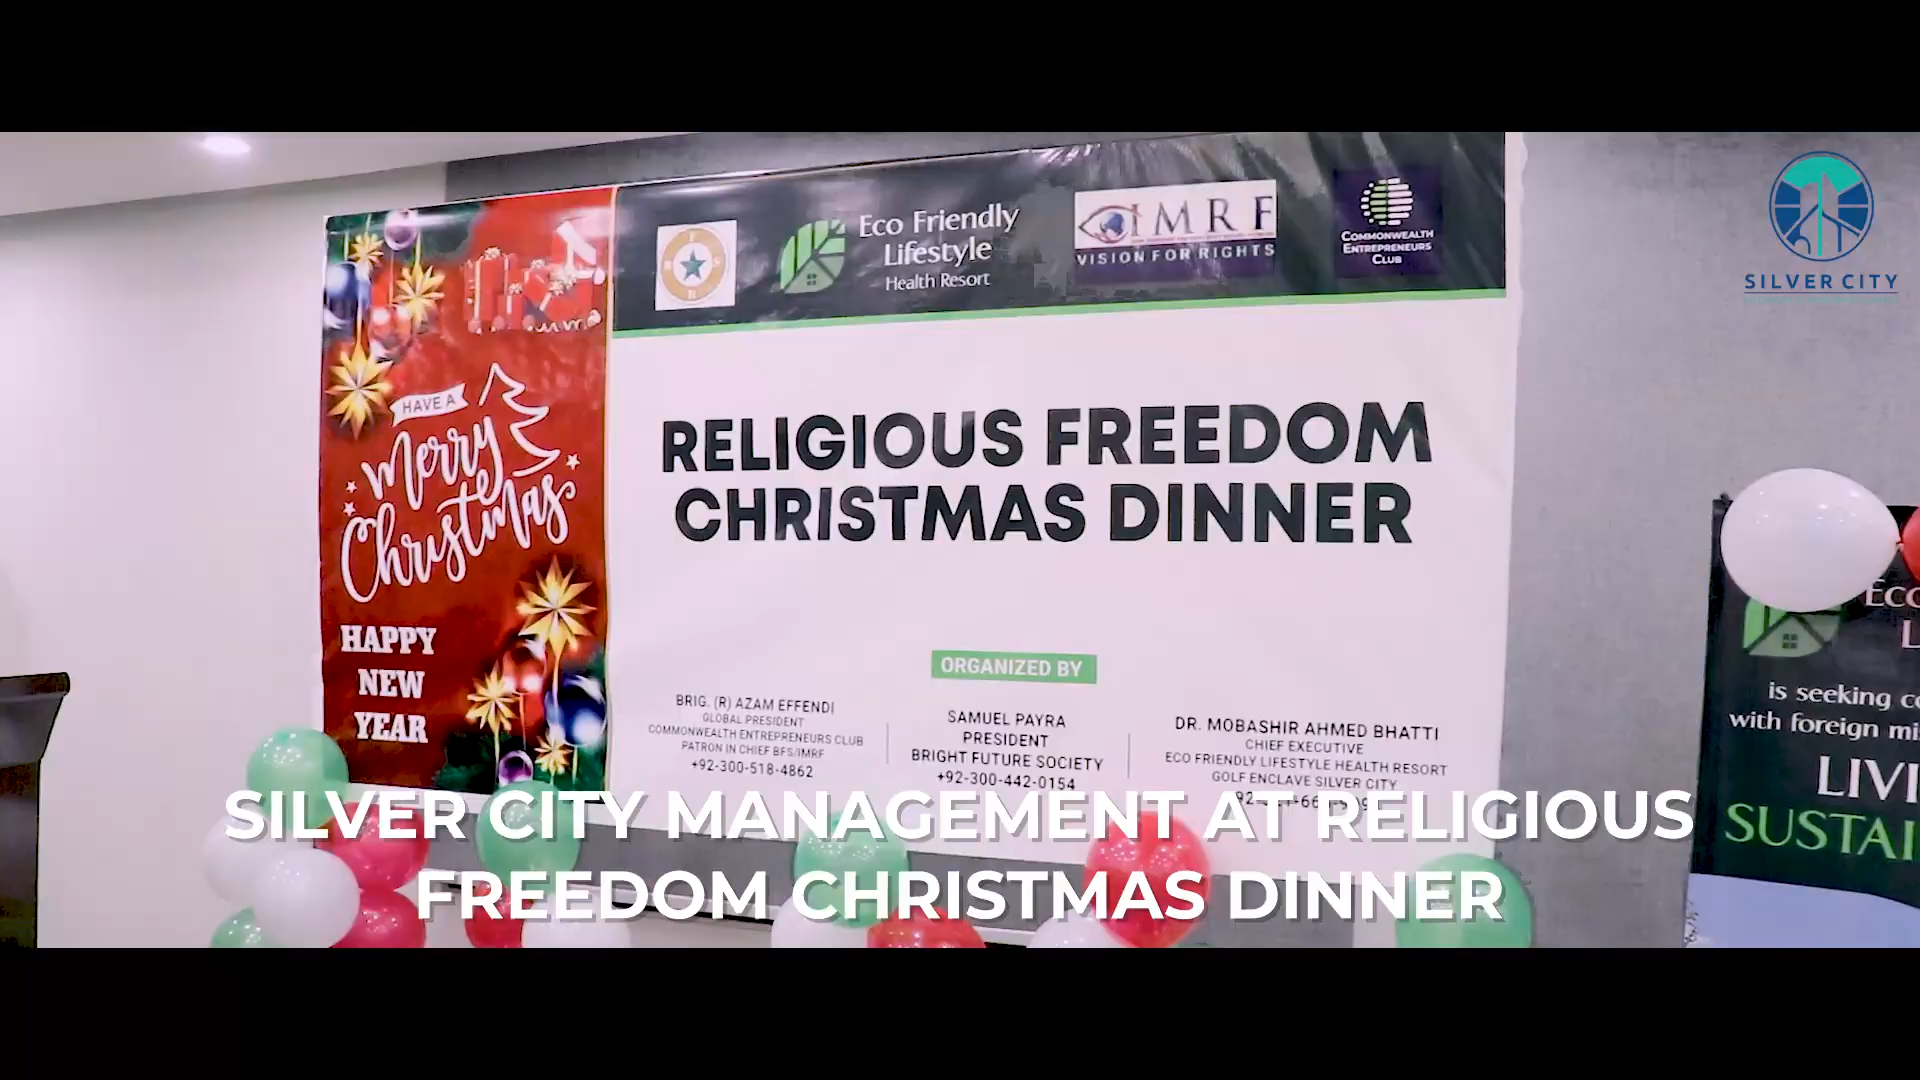 SILVER CITY
Eco Friendly
Lifestyle
Health Resort
IMRF
VISION FOR RIGHTS
COMMONWEALTH
ENTREPRENEURS
CLUB
HAVE A
Merry
Christmas
HAPPY
NEW
YEAR
RELIGIOUS FREEDOM
CHRISTMAS DINNER
ORGANIZED BY
BRIG. (R) AZAM EFFENDI
GLOBAL PRESIDENT
COMMONWEALTH ENTREPRENEURS CLUB
PATRON IN CHIEF BFS/IMRF
+92-300-518-4862
SAMUEL PAYRA
PRESIDENT
BRIGHT FUTURE SOCIETY
+92-300-442-0154
DR. MOBASHIR AHMED BHATTI
CHIEF EXECUTIVE
ECO FRIENDLY LIFESTYLE HEALTH RESORT
GOLF ENCLAVE SILVER CITY
is seeking
with foreign
SILVER CITY MANAGEMENT AT RELIGIOUS
FREEDOM CHRISTMAS DINNER